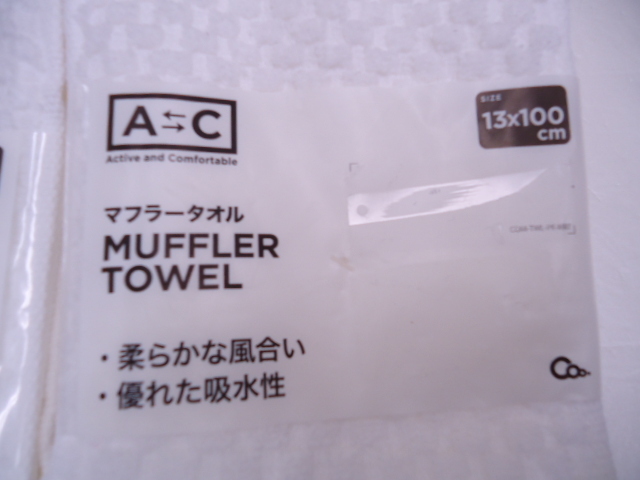 A⇆C
Active and Comfortable
SIZE
13x100
cm
マフラータオル
MUFFLER
TOWEL
・柔らかな風合い
・優れた吸水性